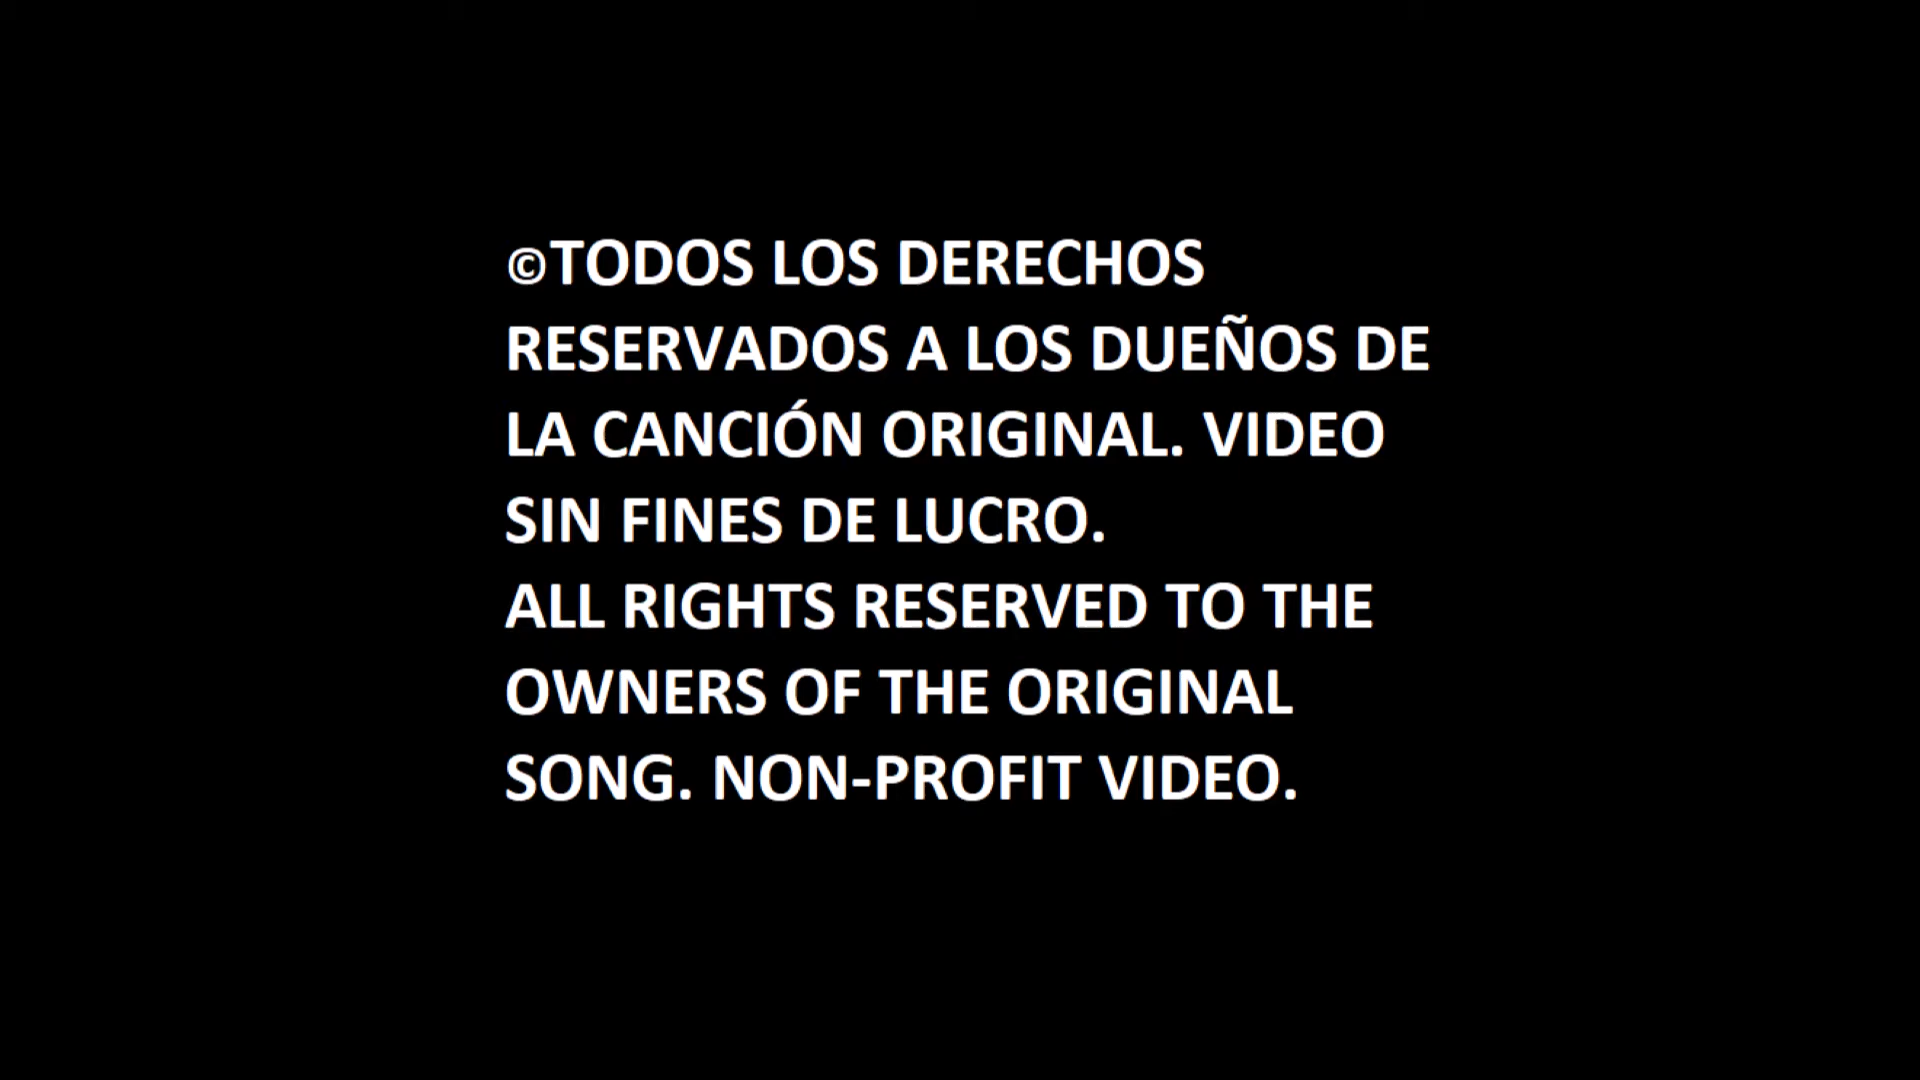 ©TODOS LOS DERECHOS
RESERVADOS A LOS DUEÑOS DE
LA CANCIÓN ORIGINAL. VIDEO
SIN FINES DE LUCRO.
ALL RIGHTS RESERVED TO THE
OWNERS OF THE ORIGINAL
SONG. NON-PROFIT VIDEO.